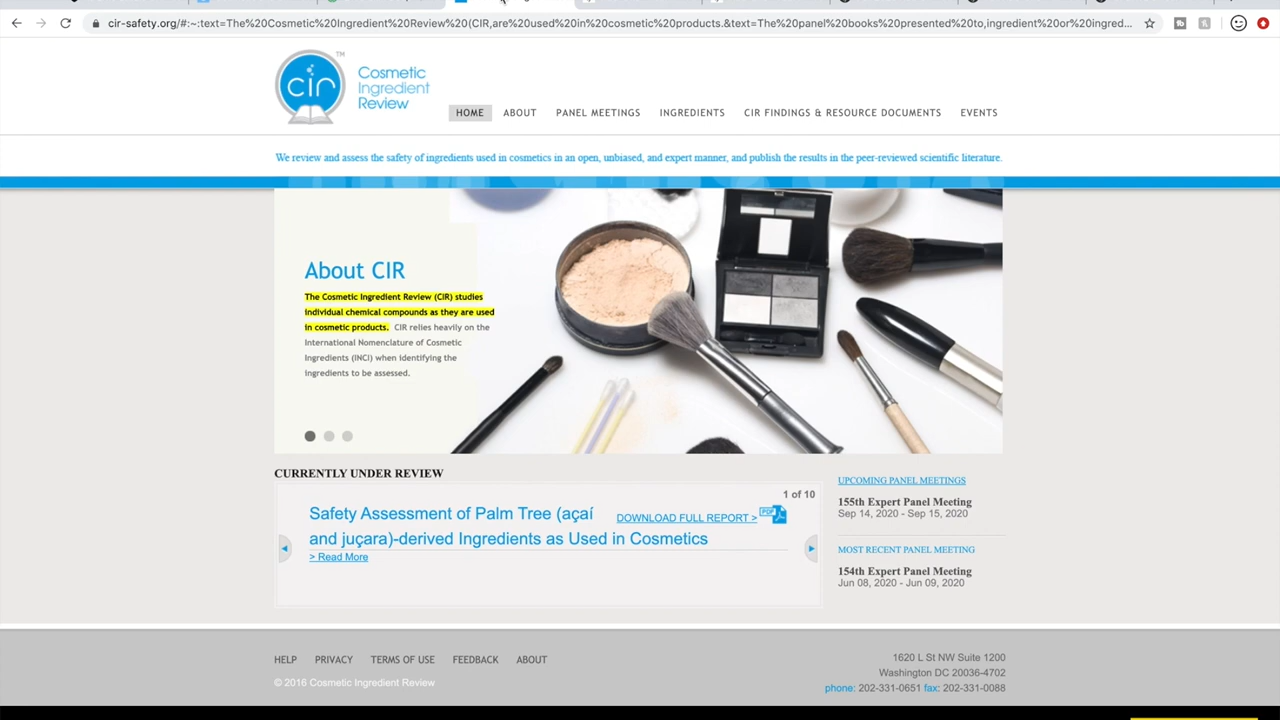 cir-safety.org/#:~:text=The%20Cosmetic%20Ingredient%20Review%20(CIR,are%20used%20in%20cosmetic%20products.&text=The%20panel%20books%20presented%20to,ingredient%20or%20ingred...
TM
cir
Cosmetic
Ingredient
Review
HOME ABOUT PANEL MEETINGS INGREDIENTS CIR FINDINGS & RESOURCE DOCUMENTS EVENTS
We review and assess the safety of ingredients used in cosmetics in an open, unbiased, and expert manner, and publish the results in the peer-reviewed scientific literature.
About CIR
The Cosmetic Ingredient Review (CIR) studies
individual chemical compounds as they are used
in cosmetic products. CIR relies heavily on the
International Nomenclature of Cosmetic
Ingredients (INCI) when identifying the
ingredients to be assessed.
CURRENTLY UNDER REVIEW
1 of 10
Safety Assessment of Palm Tree (açaí
and juçara)-derived Ingredients as Used in Cosmetics
DOWNLOAD FULL REPORT >
PDF
> Read More
UPCOMING PANEL MEETINGS
155th Expert Panel Meeting
Sep 14, 2020 - Sep 15, 2020
MOST RECENT PANEL MEETING
154th Expert Panel Meeting
Jun 08, 2020 - Jun 09, 2020
HELP PRIVACY TERMS OF USE FEEDBACK ABOUT
© 2016 Cosmetic Ingredient Review
1620 L St NW Suite 1200
Washington DC 20036-4702
phone: 202-331-0651 fax: 202-331-0088